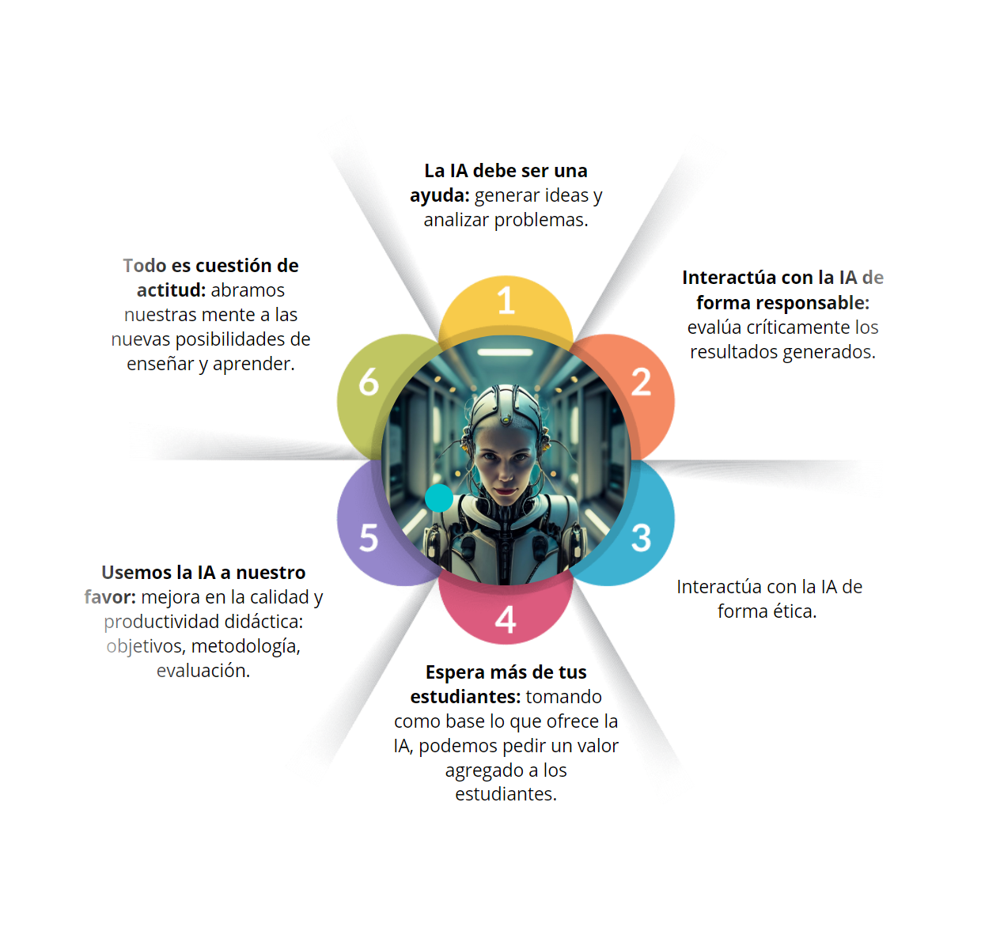 La IA debe ser una
ayuda: generar ideas y
analizar problemas.
1
Interactúa con la IA de
forma responsable:
evalúa críticamente los
resultados generados.
2
3
Interactúa con la IA de
forma ética.
4
Espera más de tus
estudiantes: tomando
como base lo que ofrece la
IA, podemos pedir un valor
agregado a los
estudiantes.
5
Usemos la IA a nuestro
favor: mejora en la calidad y
productividad didáctica:
objetivos, metodología,
evaluación.
6
Todo es cuestión de
actitud: abramos
nuestras mente a las
nuevas posibilidades de
enseñar y aprender.